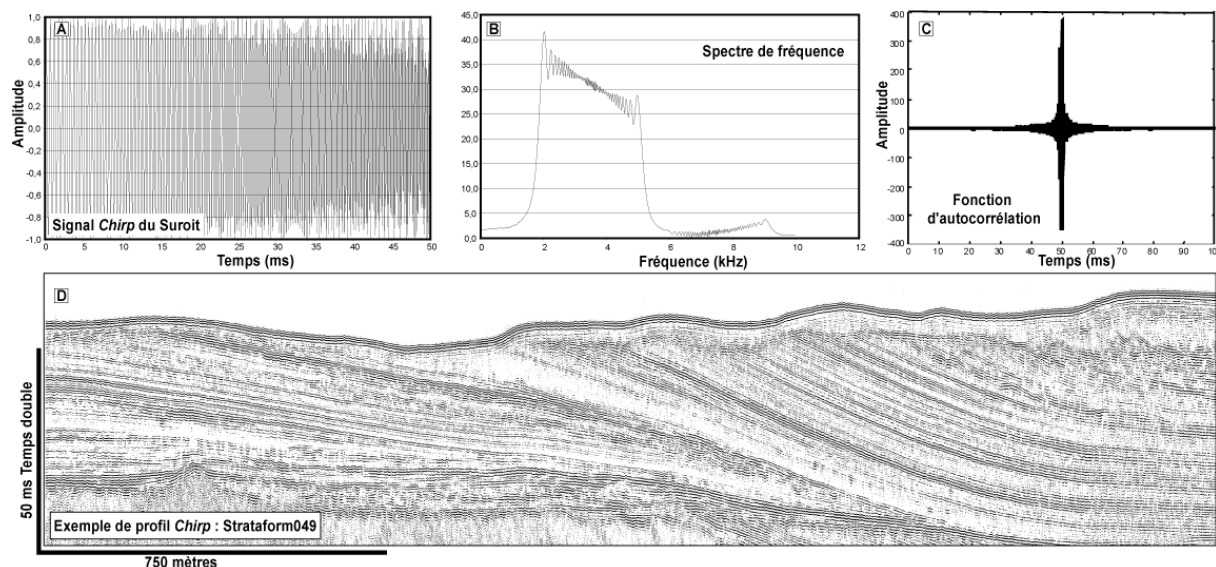 A
1,0
0,8
0,6
0,4
0,2
0,0
-0,2
-0,4
-0,6
-0,8
-1,0
Amplitude
Signal Chirp du Suroit
0 5 10 15 20 25 30 35 40 45 50
Temps (ms)
B
Spectre de fréquence
45,0
40,0
35,0
30,0
25,0
20,0
15,0
10,0
5,0
0,0
0 2 4 6 8 10 12
Fréquence (kHz)
C
400
300
200
100
0
-100
-200
-300
-400
Amplitude
Fonction
d'autocorrélation
0 10 20 30 40 50 60 70 80 90 100
Temps (ms)
D
50 ms Temps double
Exemple de profil Chirp : Strataform049
750 mètres